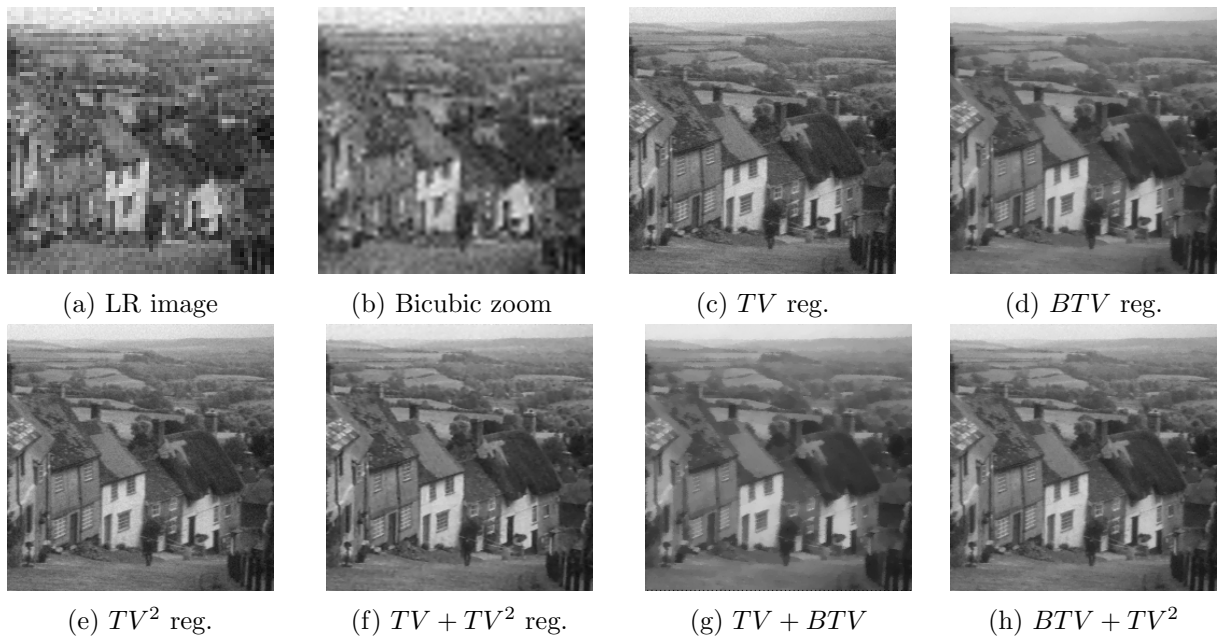 (a) LR image (b) Bicubic zoom (c) TV reg. (d) BTV reg.
(e) TV² reg. (f) TV + TV² reg. (g) TV + BTV (h) BTV + TV²